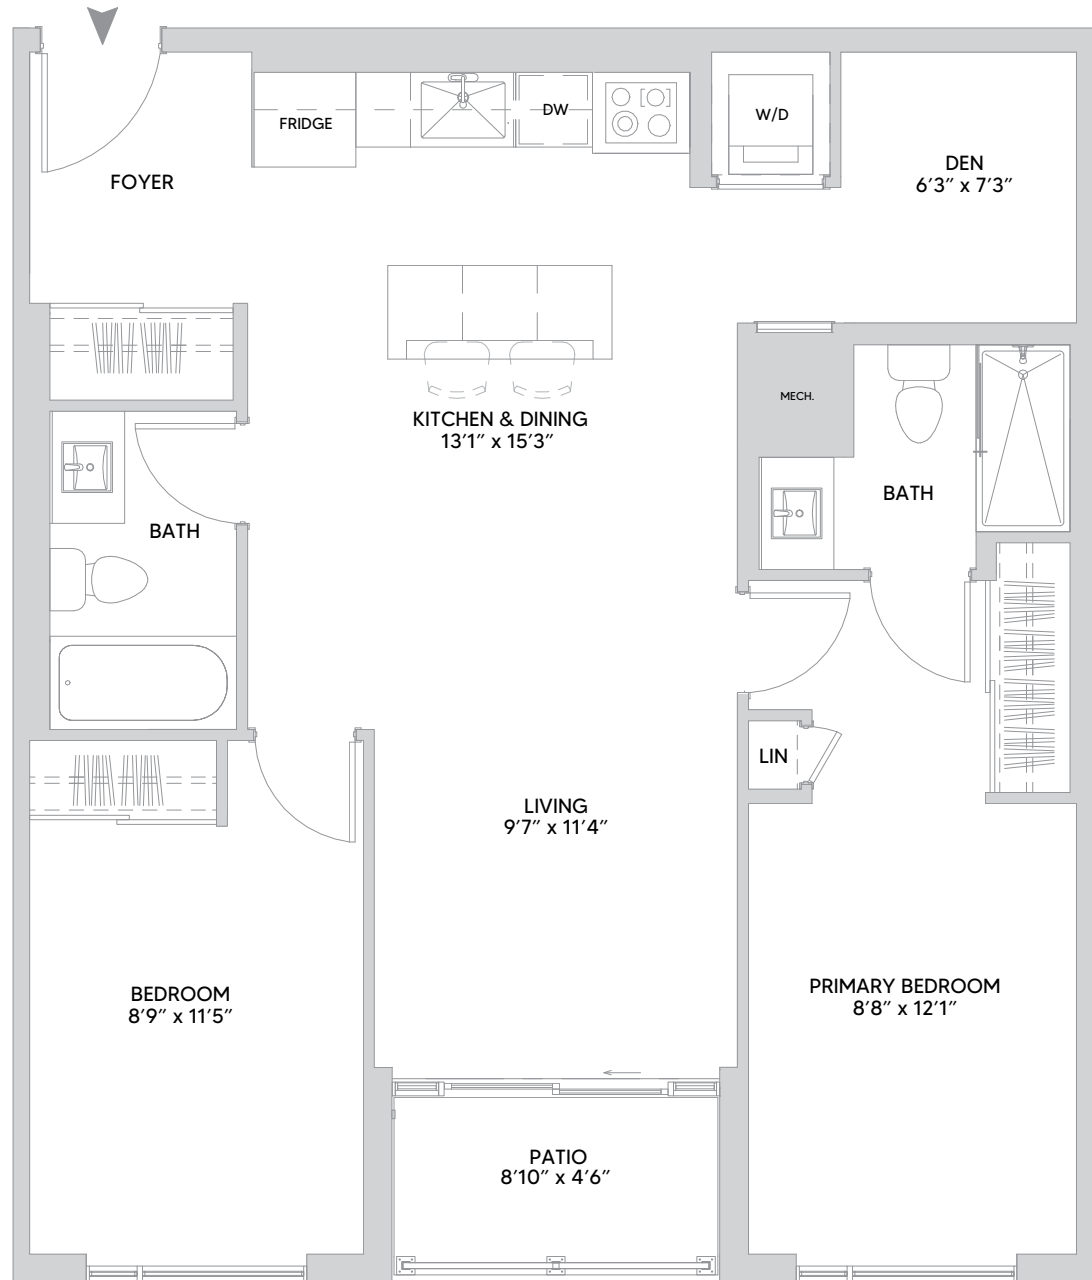 FOYER
FRIDGE
DW
W/D
DEN
6′3″ x 7′3″
KITCHEN & DINING
13′1″ x 15′3″
MECH.
BATH
BATH
LIN
LIVING
9′7″ x 11′4″
BEDROOM
8′9″ x 11′5″
PRIMARY BEDROOM
8′8″ x 12′1″
PATIO
8′10″ x 4′6″